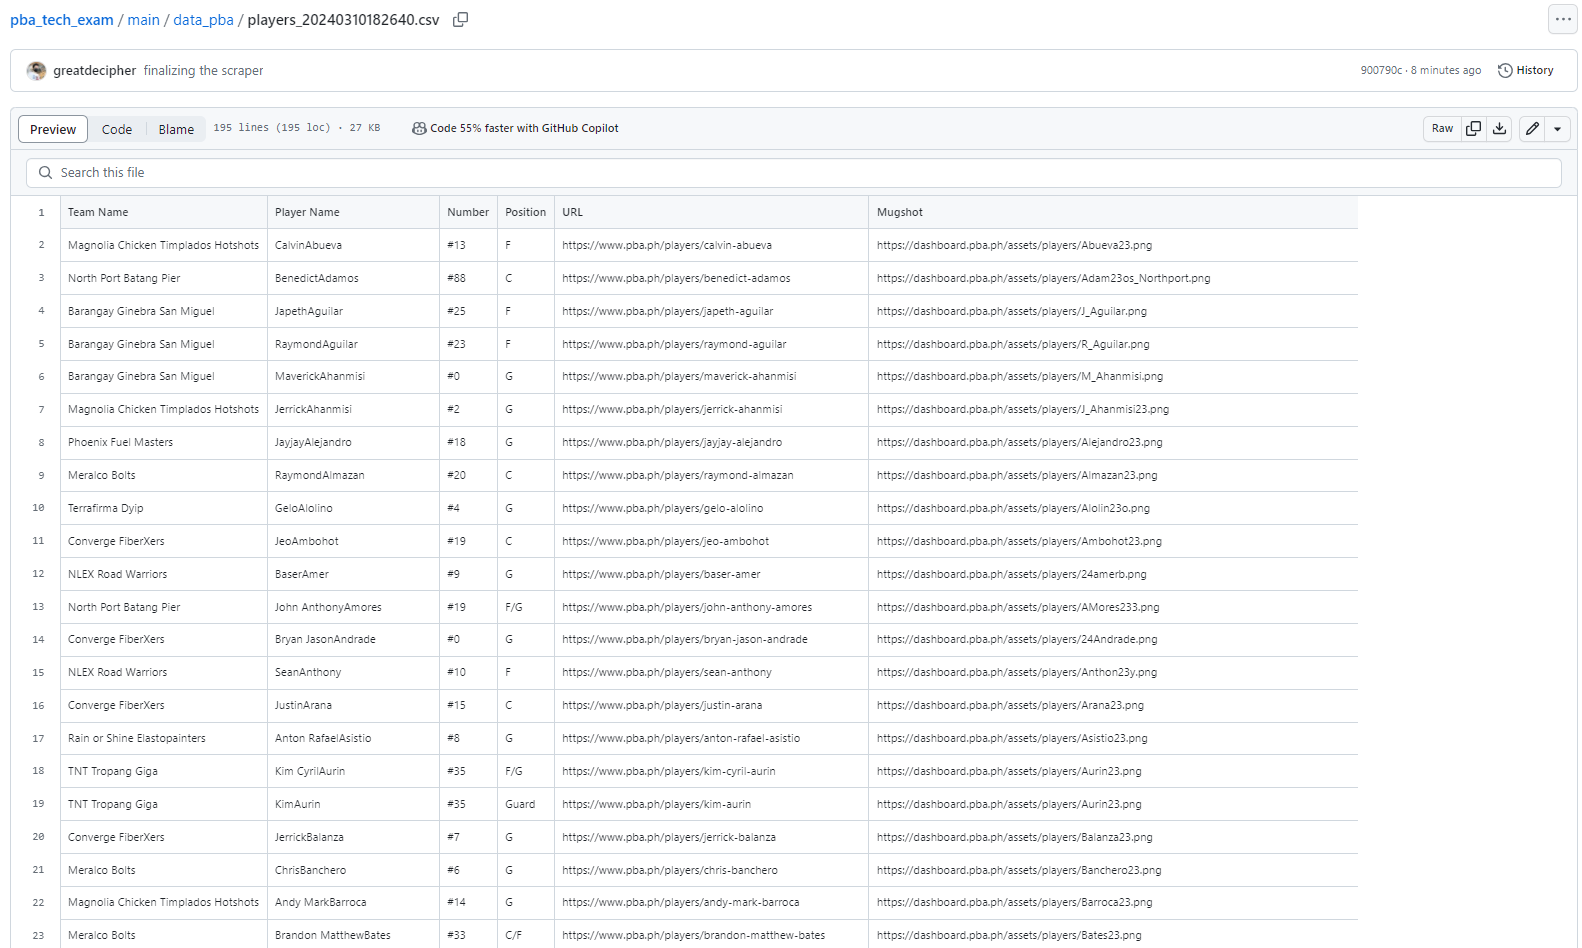 pba_tech_exam / main / data_pba / players_20240310182640.csv
greatdecipher finalizing the scraper 900790c · 8 minutes ago History
Preview Code Blame 195 lines (195 loc) · 27 KB Code 55% faster with GitHub Copilot Raw
Search this file
1 Team Name Player Name Number Position URL Mugshot
2 Magnolia Chicken Timplados Hotshots CalvinAbueva #13 F https://www.pba.ph/players/calvin-abueva https://dashboard.pba.ph/assets/players/Abueva23.png
3 North Port Batang Pier BenedictAdamos #88 C https://www.pba.ph/players/benedict-adamos https://dashboard.pba.ph/assets/players/Adam23os_Northport.png
4 Barangay Ginebra San Miguel JapethAguilar #25 F https://www.pba.ph/players/japeth-aguilar https://dashboard.pba.ph/assets/players/J_Aguilar.png
5 Barangay Ginebra San Miguel RaymondAguilar #23 F https://www.pba.ph/players/raymond-aguilar https://dashboard.pba.ph/assets/players/R_Aguilar.png
6 Barangay Ginebra San Miguel MaverickAhanmisi #0 G https://www.pba.ph/players/maverick-ahanmisi https://dashboard.pba.ph/assets/players/M_Ahanmisi.png
7 Magnolia Chicken Timplados Hotshots JerrickAhanmisi #2 G https://www.pba.ph/players/jerrick-ahanmisi https://dashboard.pba.ph/assets/players/J_Ahanmisi23.png
8 Phoenix Fuel Masters JayjayAlejandro #18 G https://www.pba.ph/players/jayjay-alejandro https://dashboard.pba.ph/assets/players/Alejandro23.png
9 Meralco Bolts RaymondAlmazan #20 C https://www.pba.ph/players/raymond-almazan https://dashboard.pba.ph/assets/players/Almazan23.png
10 Terrafirma Dyip GeloAlolino #4 G https://www.pba.ph/players/gelo-alolino https://dashboard.pba.ph/assets/players/Alolin23o.png
11 Converge FiberXers JeoAmbohot #19 C https://www.pba.ph/players/jeo-ambohot https://dashboard.pba.ph/assets/players/Ambohot23.png
12 NLEX Road Warriors BaserAmer #9 G https://www.pba.ph/players/baser-amer https://dashboard.pba.ph/assets/players/24amerb.png
13 North Port Batang Pier John AnthonyAmores #19 F/G https://www.pba.ph/players/john-anthony-amores https://dashboard.pba.ph/assets/players/AMores233.png
14 Converge FiberXers Bryan JasonAndrade #0 G https://www.pba.ph/players/bryan-jason-andrade https://dashboard.pba.ph/assets/players/24Andrade.png
15 NLEX Road Warriors SeanAnthony #10 F https://www.pba.ph/players/sean-anthony https://dashboard.pba.ph/assets/players/Anthon23y.png
16 Converge FiberXers JustinArana #15 C https://www.pba.ph/players/justin-arana https://dashboard.pba.ph/assets/players/Arana23.png
17 Rain or Shine Elastopainters Anton RafaelAsistio #8 G https://www.pba.ph/players/anton-rafael-asistio https://dashboard.pba.ph/assets/players/Asistio23.png
18 TNT Tropang Giga Kim CyrilAurin #35 F/G https://www.pba.ph/players/kim-cyril-aurin https://dashboard.pba.ph/assets/players/Aurin23.png
19 TNT Tropang Giga KimAurin #35 Guard https://www.pba.ph/players/kim-aurin https://dashboard.pba.ph/assets/players/Aurin23.png
20 Converge FiberXers JerrickBalanza #7 G https://www.pba.ph/players/jerrick-balanza https://dashboard.pba.ph/assets/players/Balanza23.png
21 Meralco Bolts ChrisBanchero #6 G https://www.pba.ph/players/chris-banchero https://dashboard.pba.ph/assets/players/Banchero23.png
22 Magnolia Chicken Timplados Hotshots Andy MarkBarroca #14 G https://www.pba.ph/players/andy-mark-barroca https://dashboard.pba.ph/assets/players/Barroca23.png
23 Meralco Bolts Brandon MatthewBates #33 C/F https://www.pba.ph/players/brandon-matthew-bates https://dashboard.pba.ph/assets/players/Bates23.png